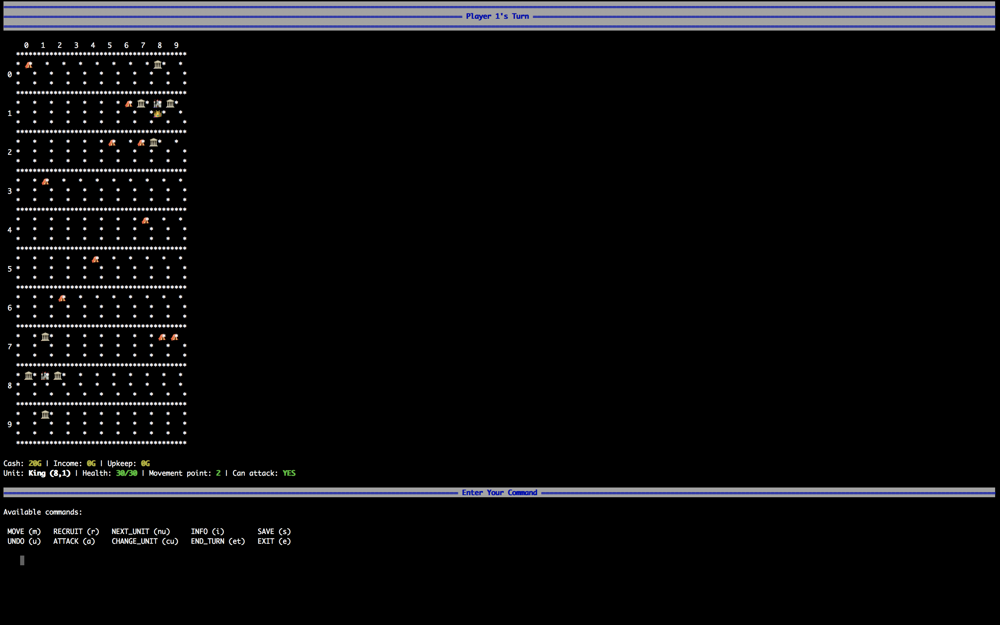 Player 1's Turn
0 1 2 3 4 5 6 7 8 9
0
1
2
3
4
5
6
7
8
9
Cash: 20G | Income: 0G | Upkeep: 0G
Unit: King (8,1) | Health: 30/30 | Movement point: 2 | Can attack: YES
Enter Your Command
Available commands:
MOVE (m) RECRUIT (r) NEXT_UNIT (nu) INFO (i) SAVE (s)
UNDO (u) ATTACK (a) CHANGE_UNIT (cu) END_TURN (et) EXIT (e)